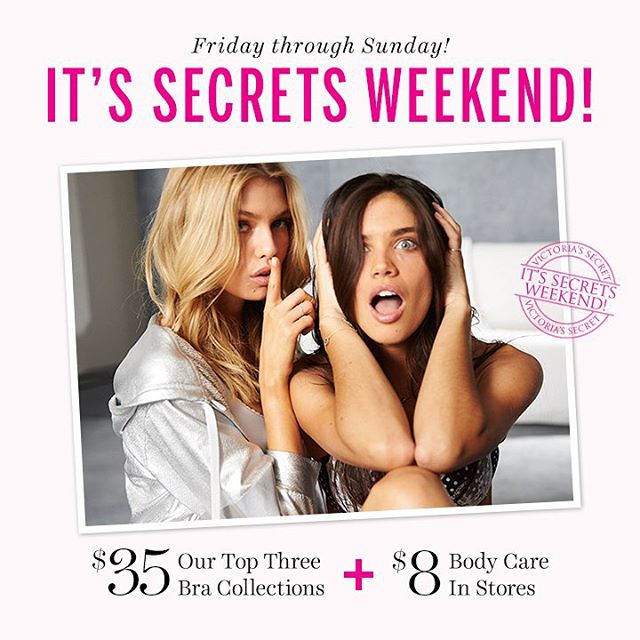 Friday through Sunday!
IT'S SECRETS WEEKEND!
VICTORIA'S SECRET
IT'S SECRETS
WEEKEND!
VICTORIA'S SECRET
$35 Our Top Three
Bra Collections
+
$8 Body Care
In Stores